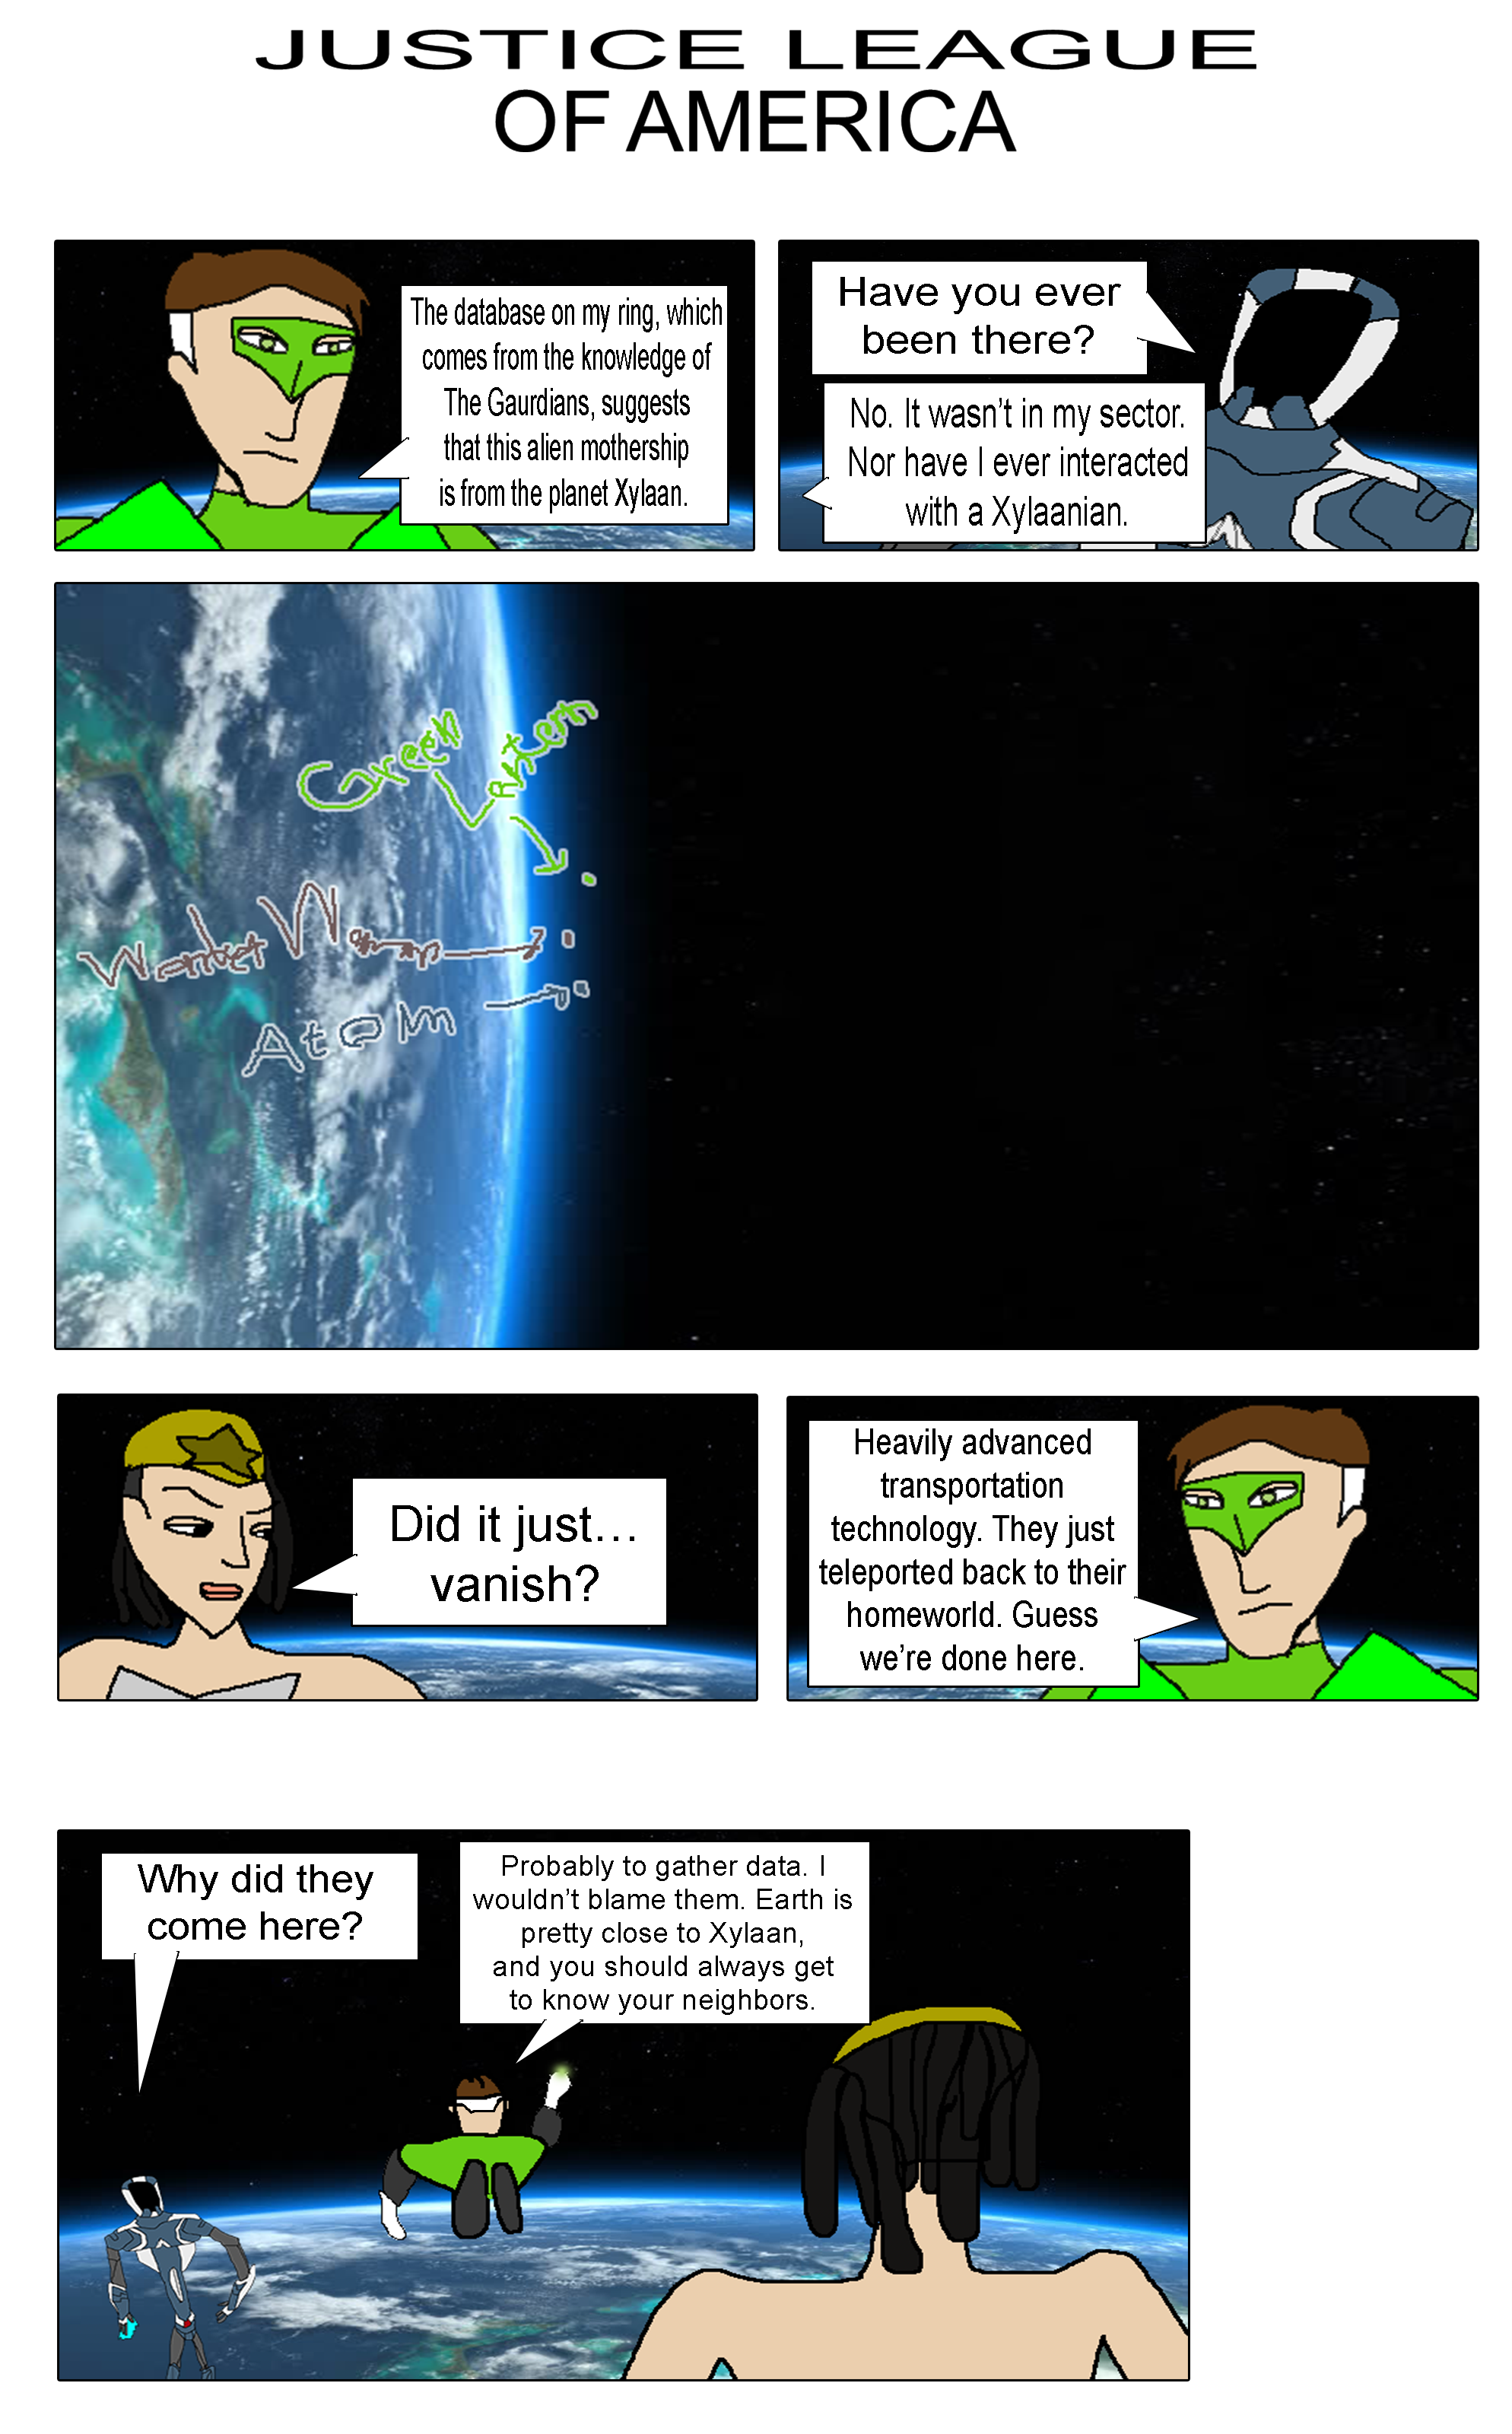 JUSTICE LEAGUE
OF AMERICA
The database on my ring, which
comes from the knowledge of
The Gaurdians, suggests
that this alien mothership
is from the planet Xylaan.
Have you ever
been there?
No. It wasn't in my sector.
Nor have I ever interacted
with a Xylaanian.
Green
Lantern
Wonder Woman
Atom
Did it just...
vanish?
Heavily advanced
transportation
technology. They just
teleported back to their
homeworld. Guess
we're done here.
Why did they
come here?
Probably to gather data. I
wouldn't blame them. Earth is
pretty close to Xylaan,
and you should always get
to know your neighbors.